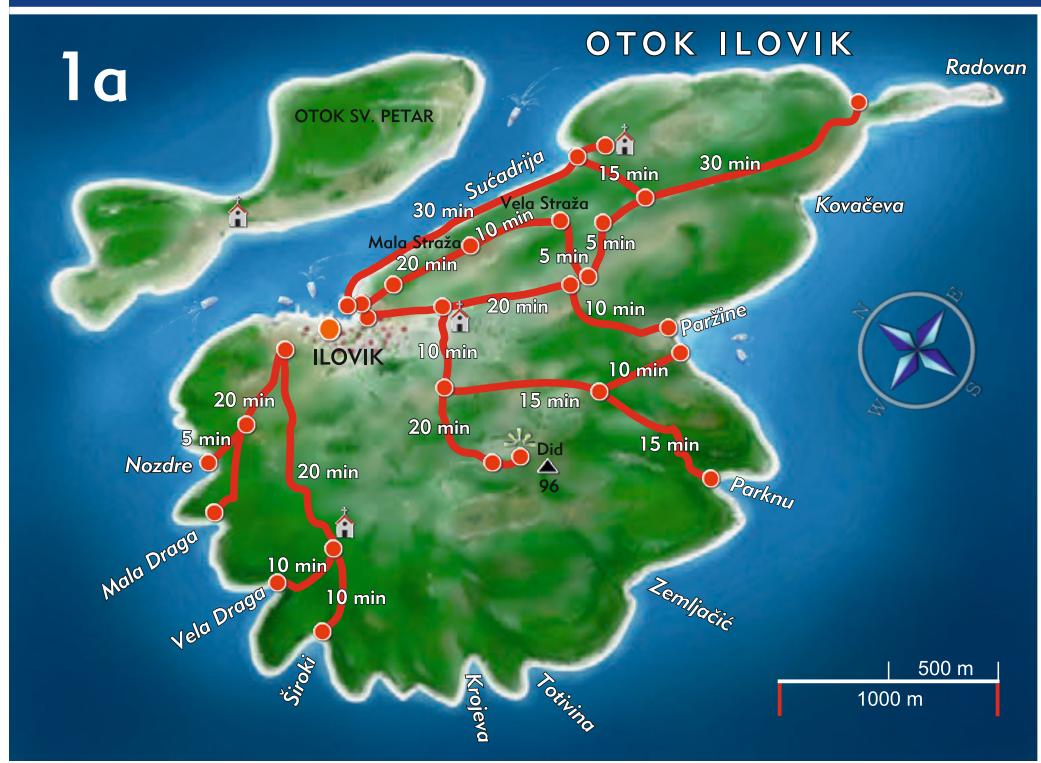 1a
OTOK ILOVIK
Radovan
OTOK SV. PETAR
Sućadrija
15 min
30 min
30 min
Vela Straža
Kovačeva
10 min
Mala Straža
5 min
20 min
5 min
20 min
10 min
Paržine
N
E
S
W
ILOVIK
10 min
10 min
20 min
15 min
20 min
15 min
5 min
Did
96
Nozdre
20 min
Parknu
Mala Draga
10 min
10 min
Vela Draga
Zemljačić
Široki
Krojeva
Totivina
500 m
1000 m